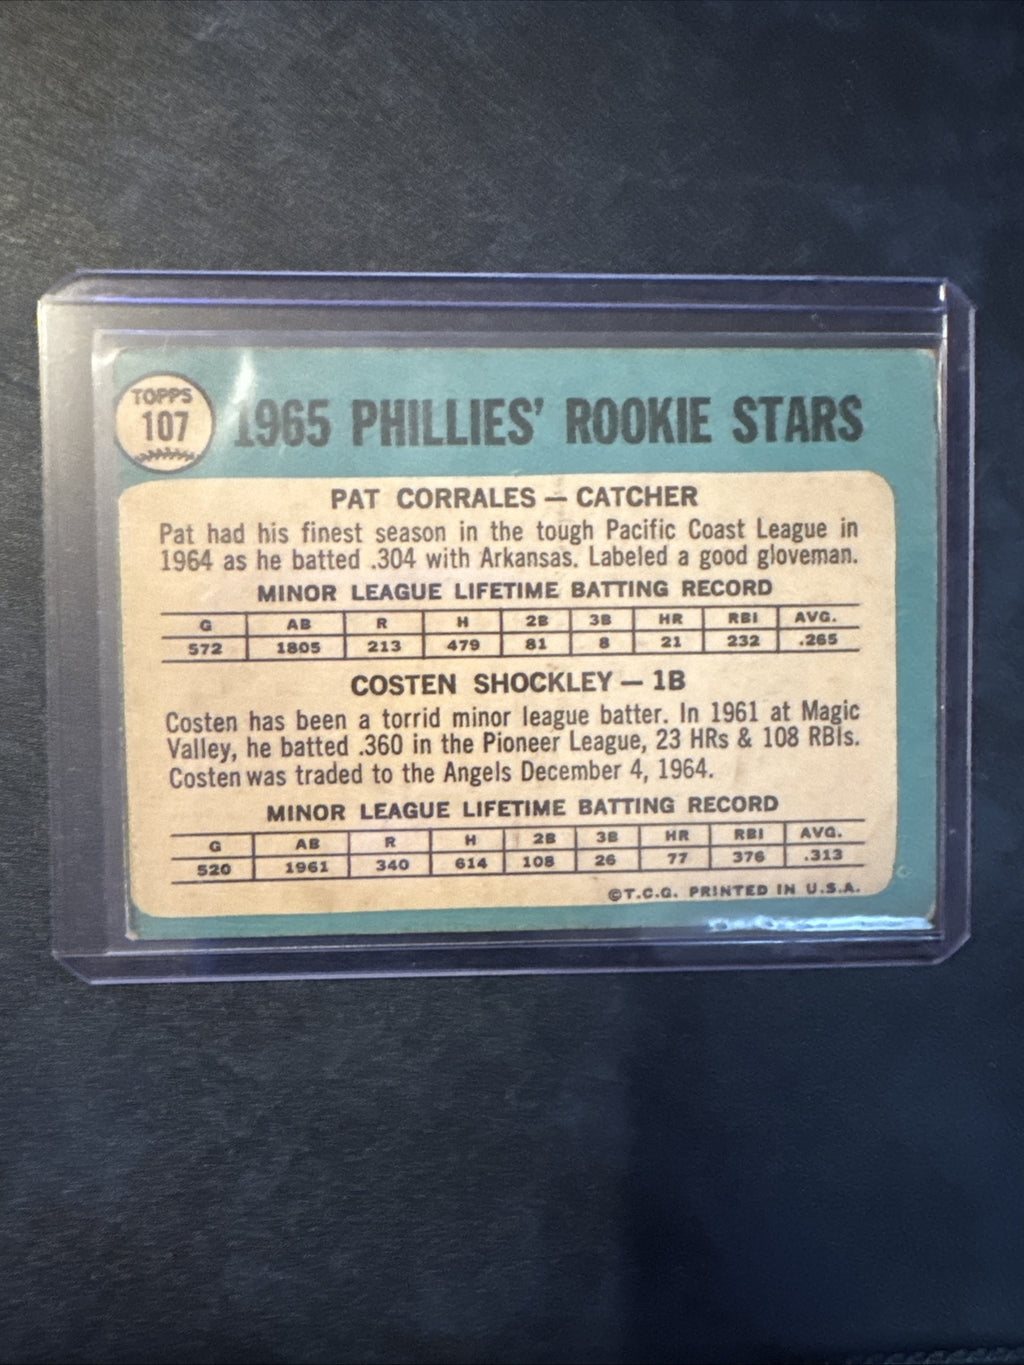 TOPPS
107
1965 PHILLIES' ROOKIE STARS
PAT CORRALES — CATCHER
Pat had his finest season in the tough Pacific Coast League in
1964 as he batted .304 with Arkansas. Labeled a good gloveman.
MINOR LEAGUE LIFETIME BATTING RECORD
G AB R H 2B 3B HR RBI AVG.
572 1805 213 479 81 8 21 232 .265
COSTEN SHOCKLEY — 1B
Costen has been a torrid minor league batter. In 1961 at Magic
Valley, he batted .360 in the Pioneer League, 23 HRs & 108 RBIs.
Costen was traded to the Angels December 4, 1964.
MINOR LEAGUE LIFETIME BATTING RECORD
G AB R H 2B 3B HR RBI AVG.
520 1961 340 614 108 26 77 376 .313
©T.C.G. PRINTED IN U.S.A.